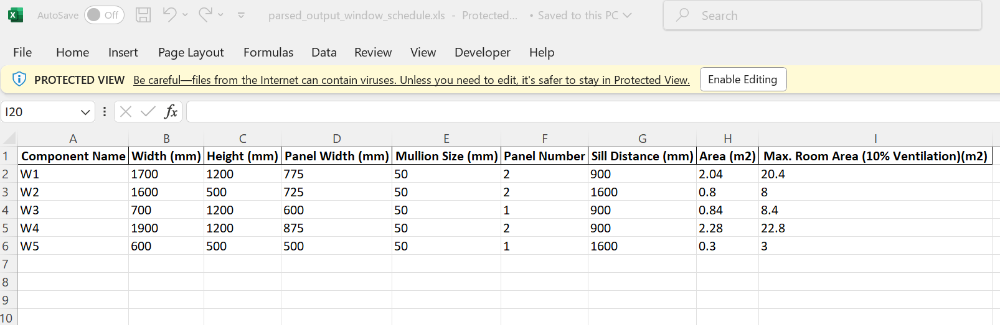 AutoSave Off parsed_output_window_schedule.xls - Protected... • Saved to this PC Search
File Home Insert Page Layout Formulas Data Review View Developer Help
PROTECTED VIEW Be careful—files from the Internet can contain viruses. Unless you need to edit, it's safer to stay in Protected View. Enable Editing
I20 fx
A B C D E F G H I
1 Component Name Width (mm) Height (mm) Panel Width (mm) Mullion Size (mm) Panel Number Sill Distance (mm) Area (m2) Max. Room Area (10% Ventilation)(m2)
2 W1 1700 1200 775 50 2 900 2.04 20.4
3 W2 1600 500 725 50 2 1600 0.8 8
4 W3 700 1200 600 50 1 900 0.84 8.4
5 W4 1900 1200 875 50 2 900 2.28 22.8
6 W5 600 500 500 50 1 1600 0.3 3
7
8
9
10